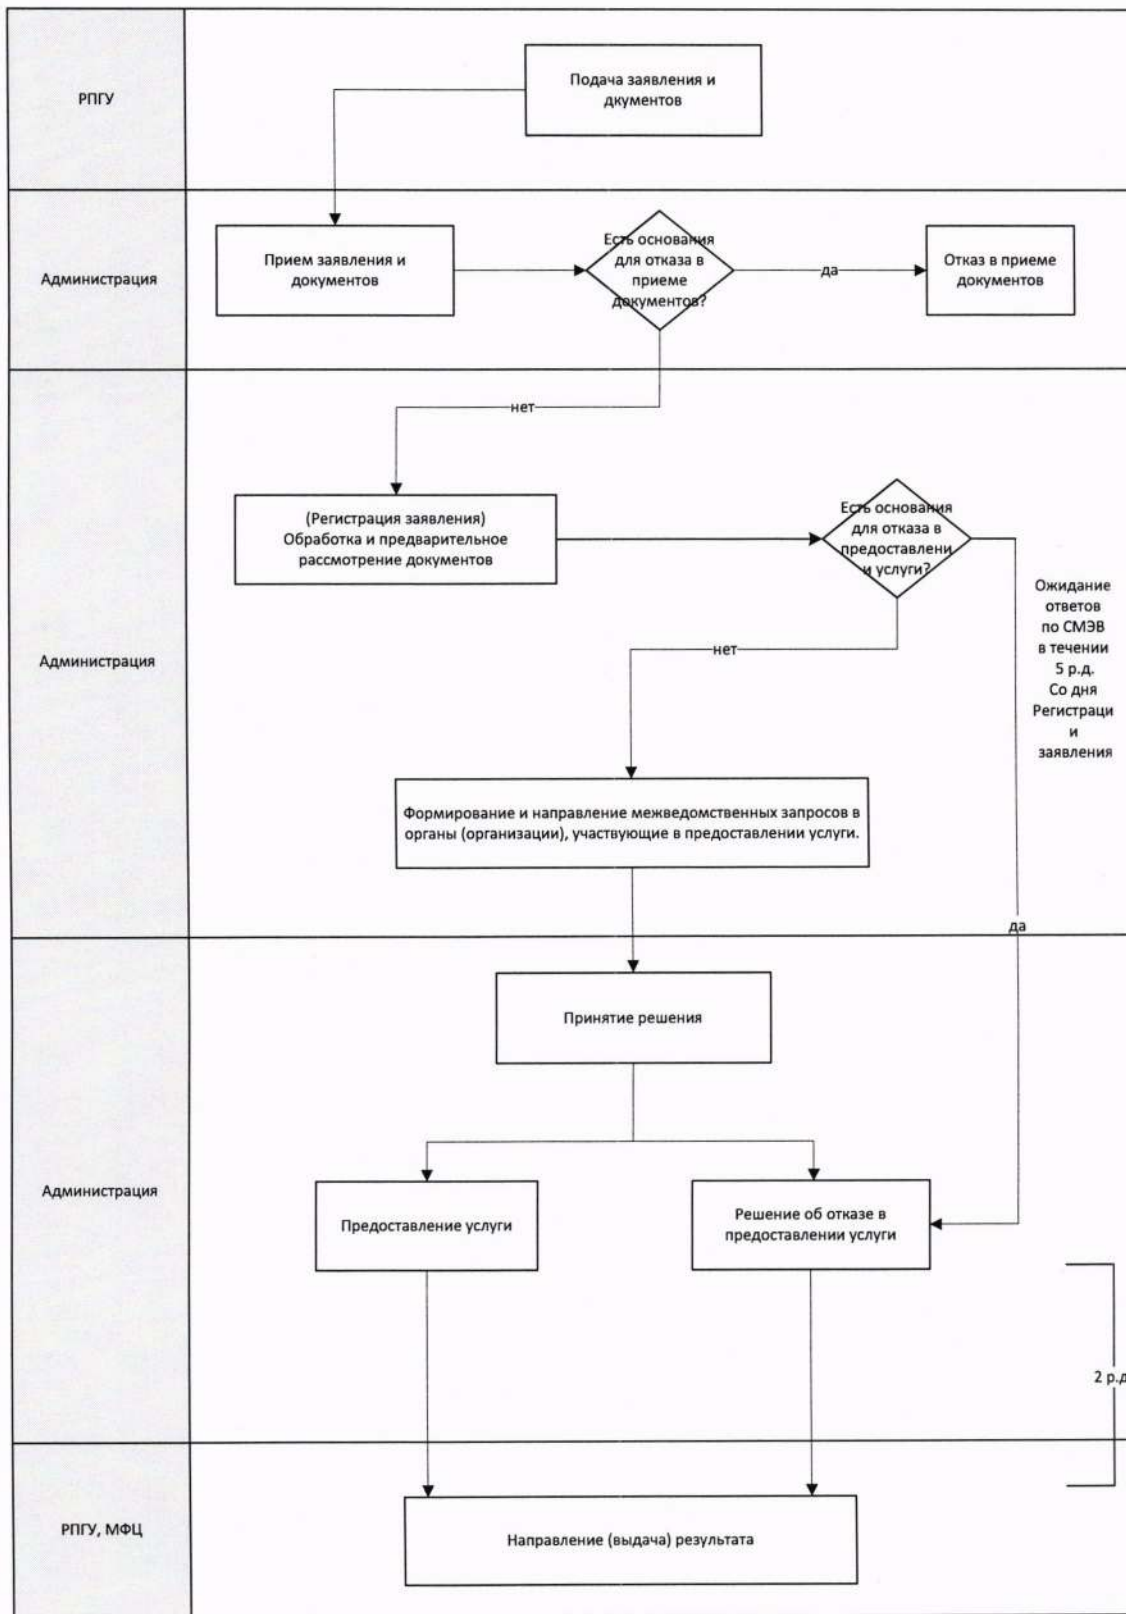 РПГУ
Подача заявления и
дкументов
Администрация
Прием заявления и
документов
Есть основания
для отказа в
приеме
документов?
да
Отказ в приеме
документов
нет
Администрация
(Регистрация заявления)
Обработка и предварительное
рассмотрение документов
Есть основания
для отказа в
предоставлени
и услуги?
Ожидание
ответов
по СМЭВ
в течении
5 р.д.
Со дня
Регистраци
и
заявления
нет
Формирование и направление межведомственных запросов в
органы (организации), участвующие в предоставлении услуги.
да
Администрация
Принятие решения
Предоставление услуги
Решение об отказе в
предоставлении услуги
2 р.д
РПГУ, МФЦ
Направление (выдача) результата